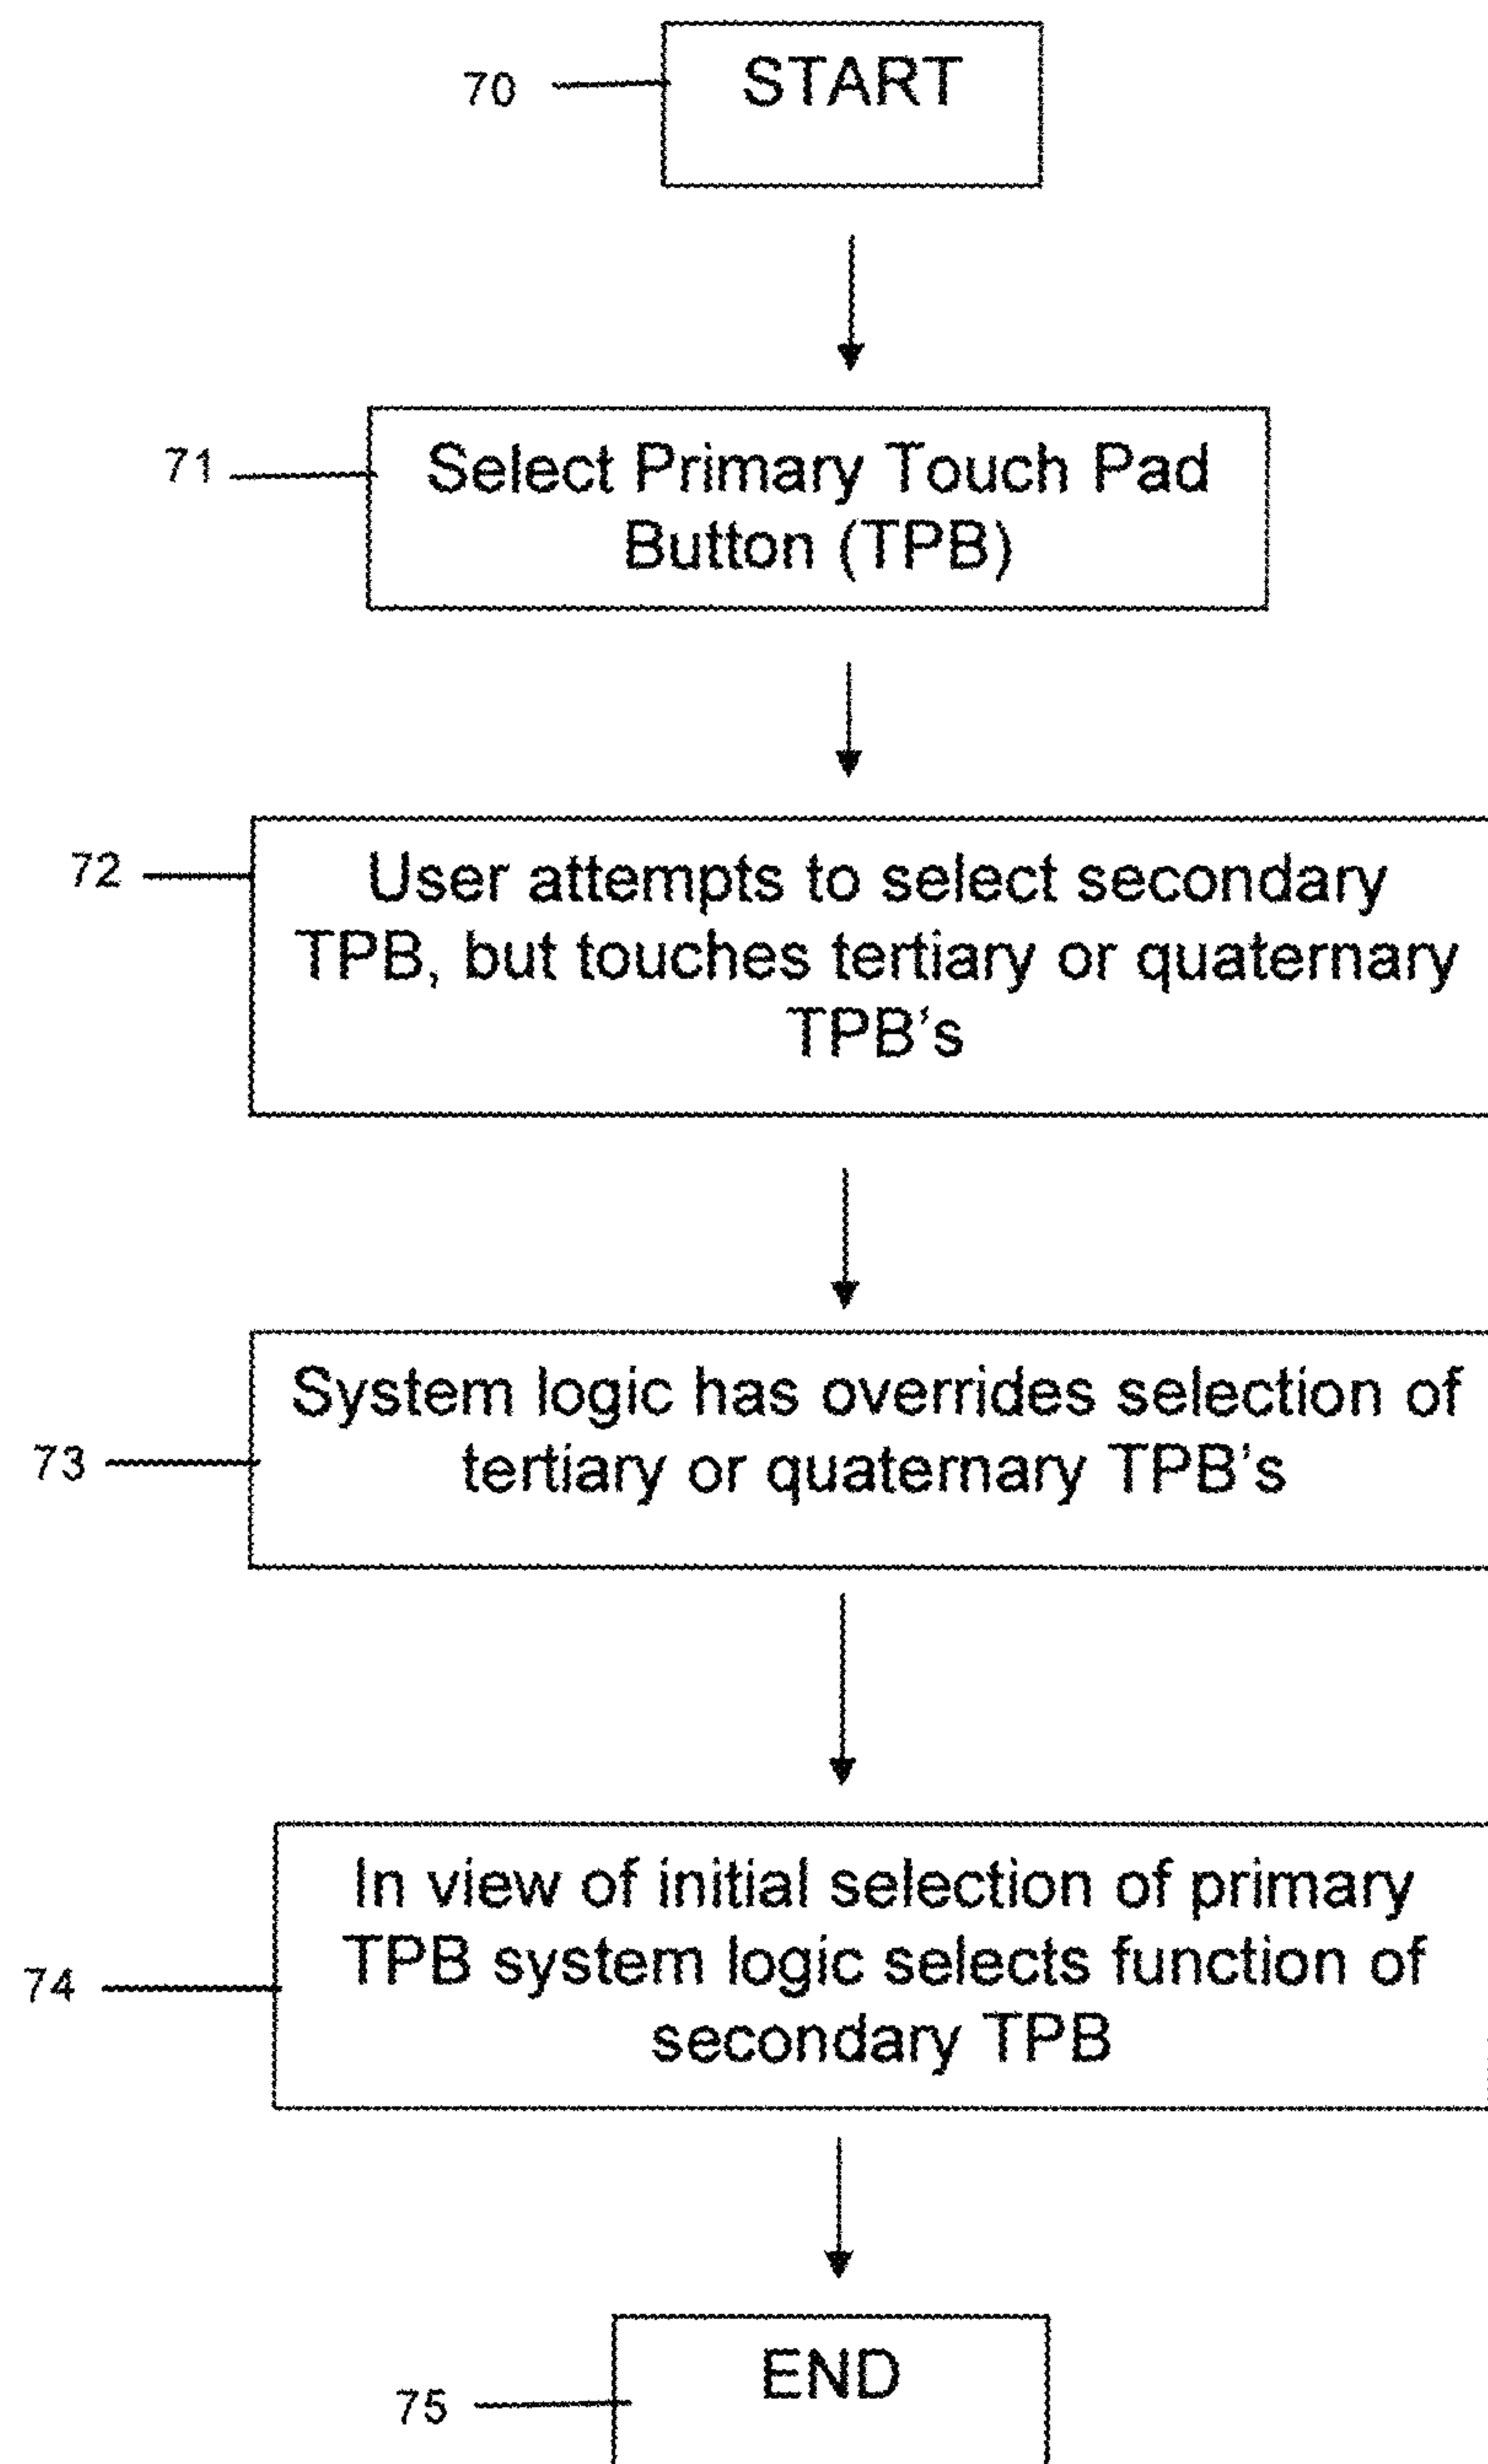 70
START
71
Select Primary Touch Pad
Button (TPB)
72
User attempts to select secondary
TPB, but touches tertiary or quaternary
TPB's
73
System logic has overrides selection of
tertiary or quaternary TPB's
74
In view of initial selection of primary
TPB system logic selects function of
secondary TPB
75
END